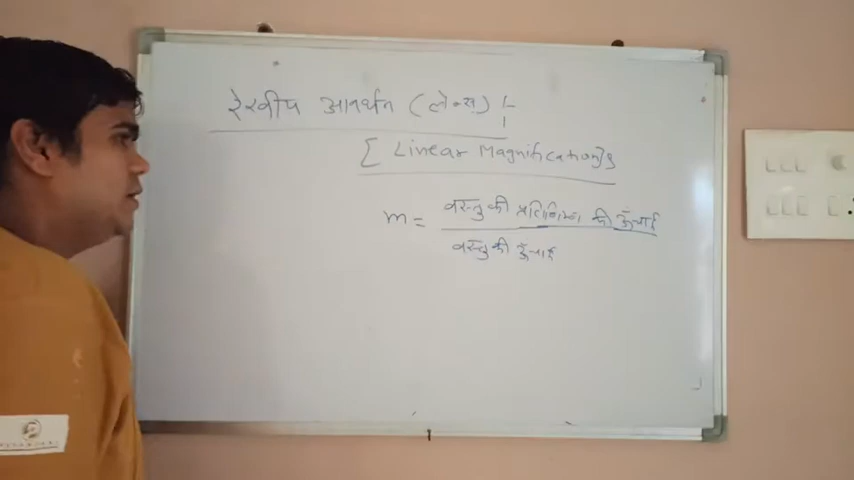 रेखीय आवर्धन (लेन्स) :-
[Linear Magnification]
m = वस्तु की प्रतिबिम्ब की ऊँचाई
वस्तु की ऊँचाई